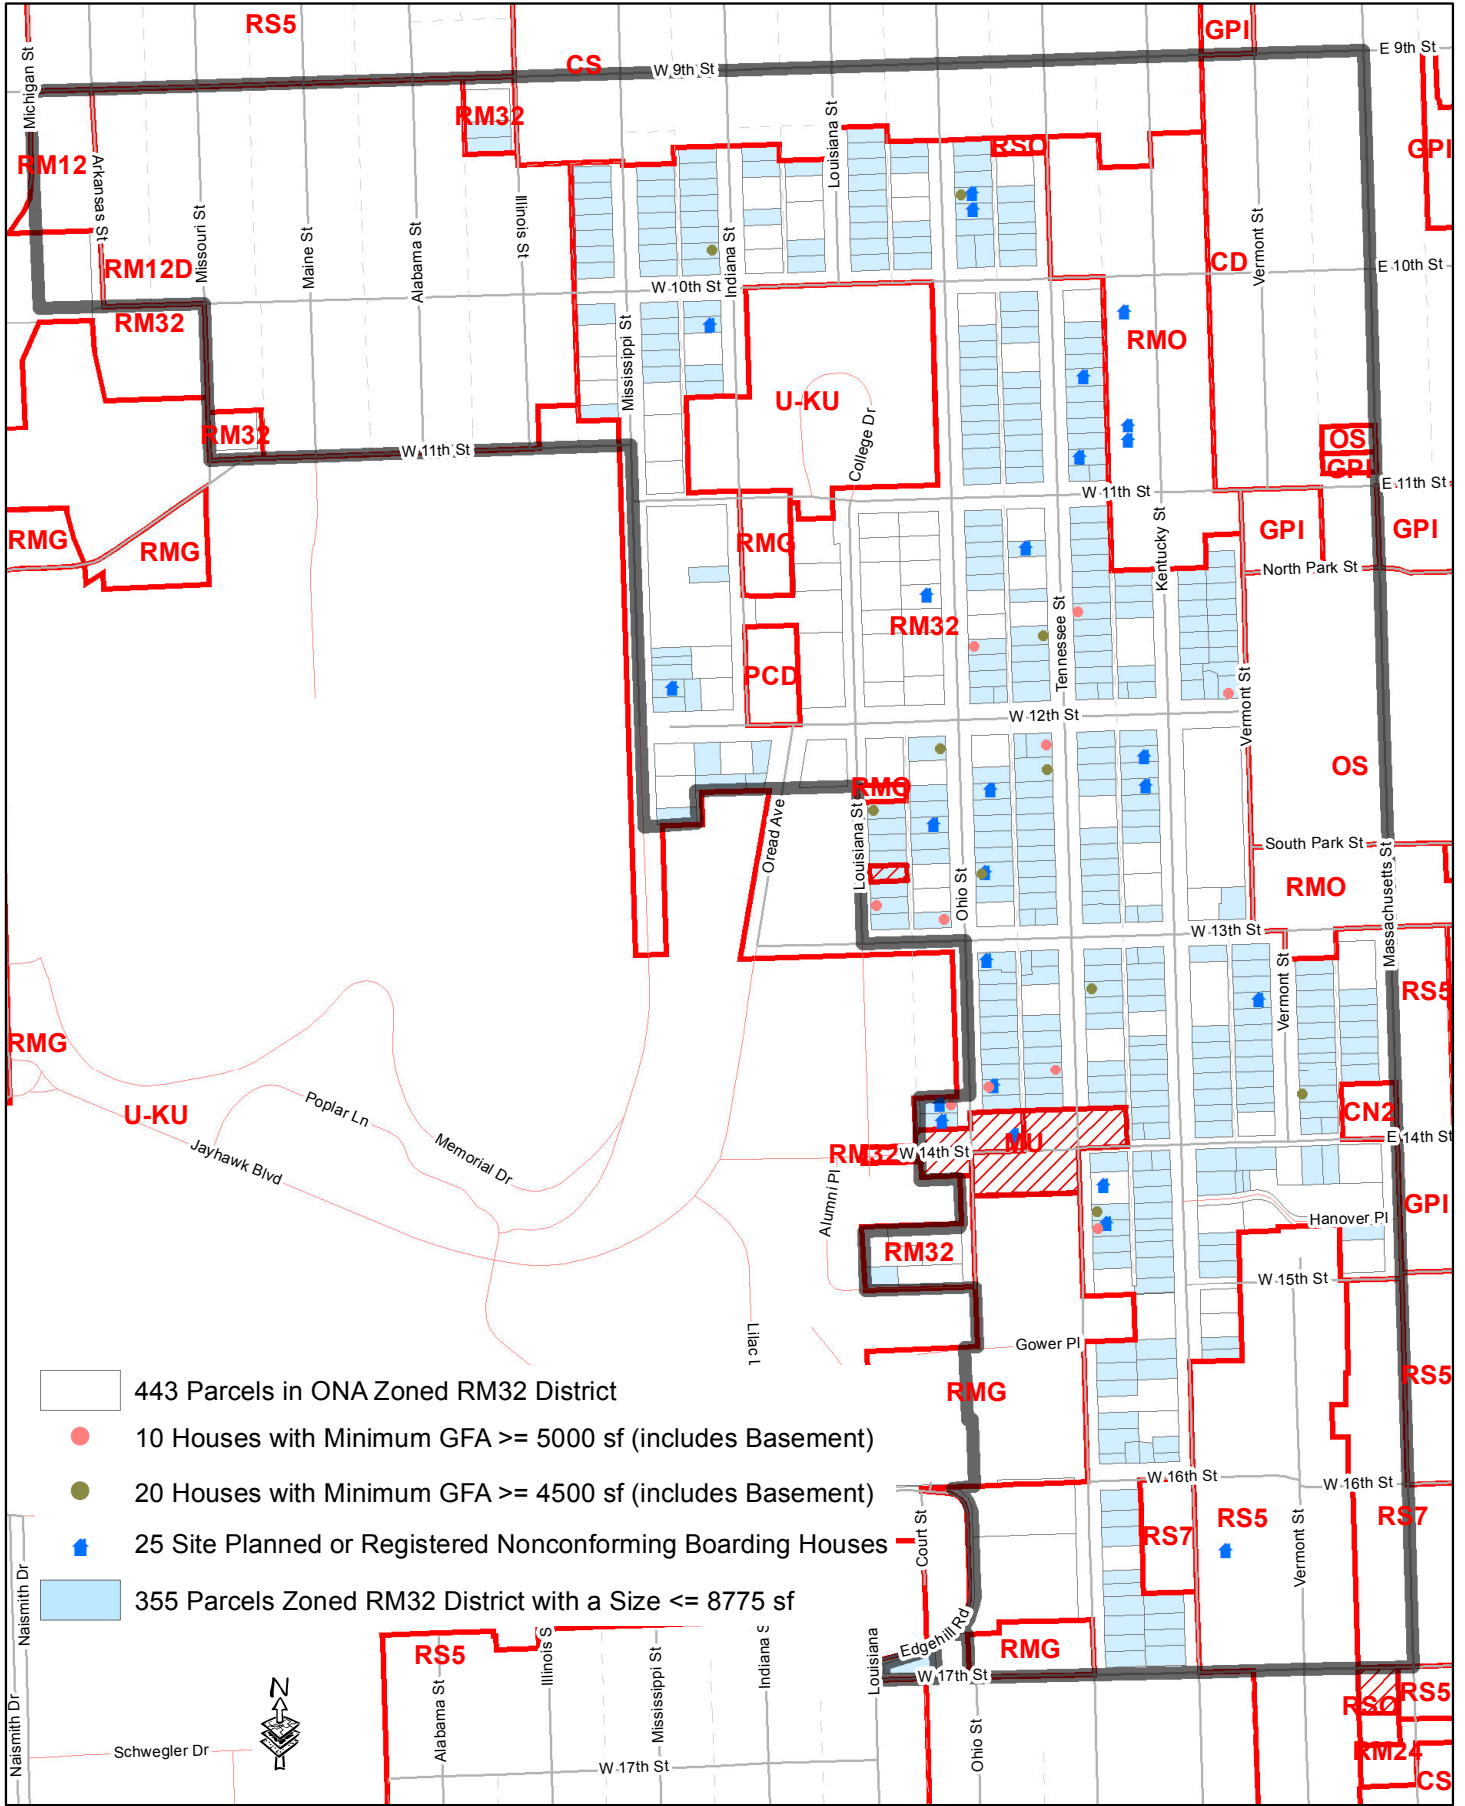 RS5
GPI
E 9th St
CS
W 9th St
Michigan St
RM32
Louisiana St
RSO
GPI
RM12
Arkansas St
Missouri St
Maine St
Alabama St
Illinois St
Indiana St
Vermont St
RM12D
CD
E 10th St
W 10th St
RM32
Mississippi St
RMO
U-KU
College Dr
RM32
OS
GPI
W 11th St
E 11th St
W 11th St
RMG
RMG
RMG
Kentucky St
GPI
GPI
North Park St
RM32
Tennessee St
PCD
Vermont St
W 12th St
OS
RMO
Oread Ave
Louisiana St
Ohio St
South Park St
Massachusetts St
RMO
W 13th St
Vermont St
RS5
RMG
U-KU
Poplar Ln
Memorial Dr
Jayhawk Blvd
CN2
MU
E 14th St
RM32
W 14th St
Alumni Pl
GPI
Hanover Pl
RM32
W 15th St
Lilac L
Gower Pl
RS5
RMG
443 Parcels in ONA Zoned RM32 District
10 Houses with Minimum GFA >= 5000 sf (includes Basement)
20 Houses with Minimum GFA >= 4500 sf (includes Basement)
25 Site Planned or Registered Nonconforming Boarding Houses
355 Parcels Zoned RM32 District with a Size <= 8775 sf
W 16th St
W 16th St
Court St
RS7
RS5
RS7
Vermont St
Naismith Dr
Edgehill Rd
RMG
W 17th St
RS5
Illinois S
Mississippi St
Indiana S
Louisiana
Alabama St
N
Naismith Dr
Schwegler Dr
W 17th St
Ohio St
RS5
RSO
RM24
CS